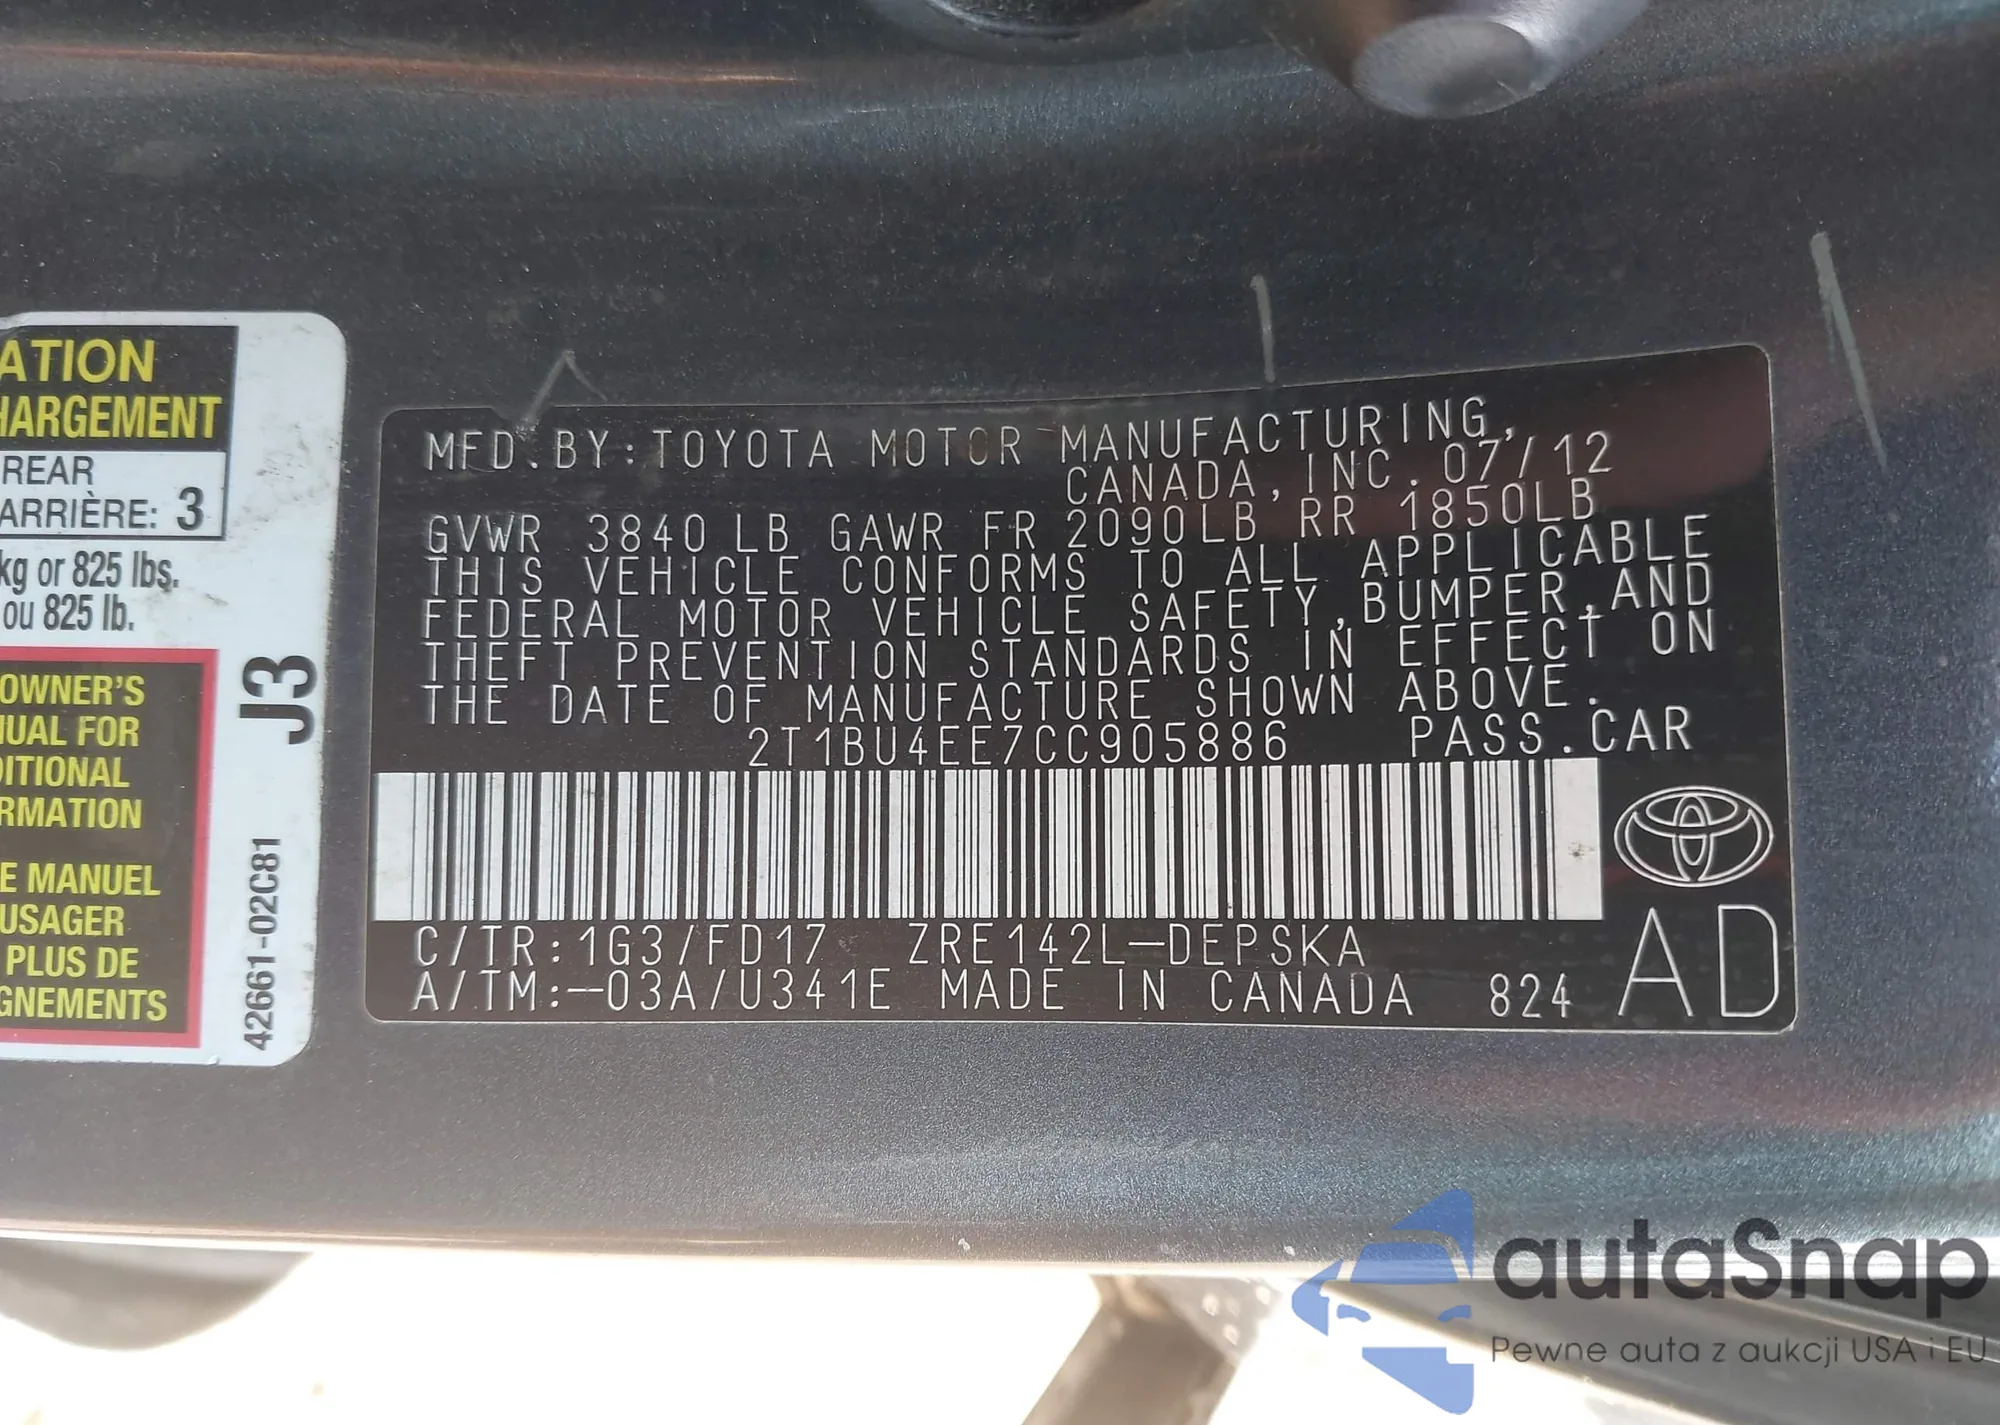 ATION
HARGEMENT
REAR
ARRIÈRE: 3
kg or 825 lbs.
ou 825 lb.
OWNER'S
NUAL FOR
DITIONAL
RMATION
E MANUEL
USAGER
PLUS DE
GNEMENTS
J3
42661-02C81
MFD.BY:TOYOTA MOTOR MANUFACTURING,
CANADA,INC. 07/12
GVWR 3840 LB GAWR FR 2090LB RR 1850LB
THIS VEHICLE CONFORMS TO ALL APPLICABLE
FEDERAL MOTOR VEHICLE SAFETY,BUMPER,AND
THEFT PREVENTION STANDARDS IN EFFECT ON
THE DATE OF MANUFACTURE SHOWN ABOVE.
2T1BU4EE7CC905886 PASS.CAR
C/TR:1G3/FD17 ZRE142L-DEPSKA
A/TM:-03A/U341E MADE IN CANADA 824
AD
autaSnap
Pewne auta z aukcji USA i EU